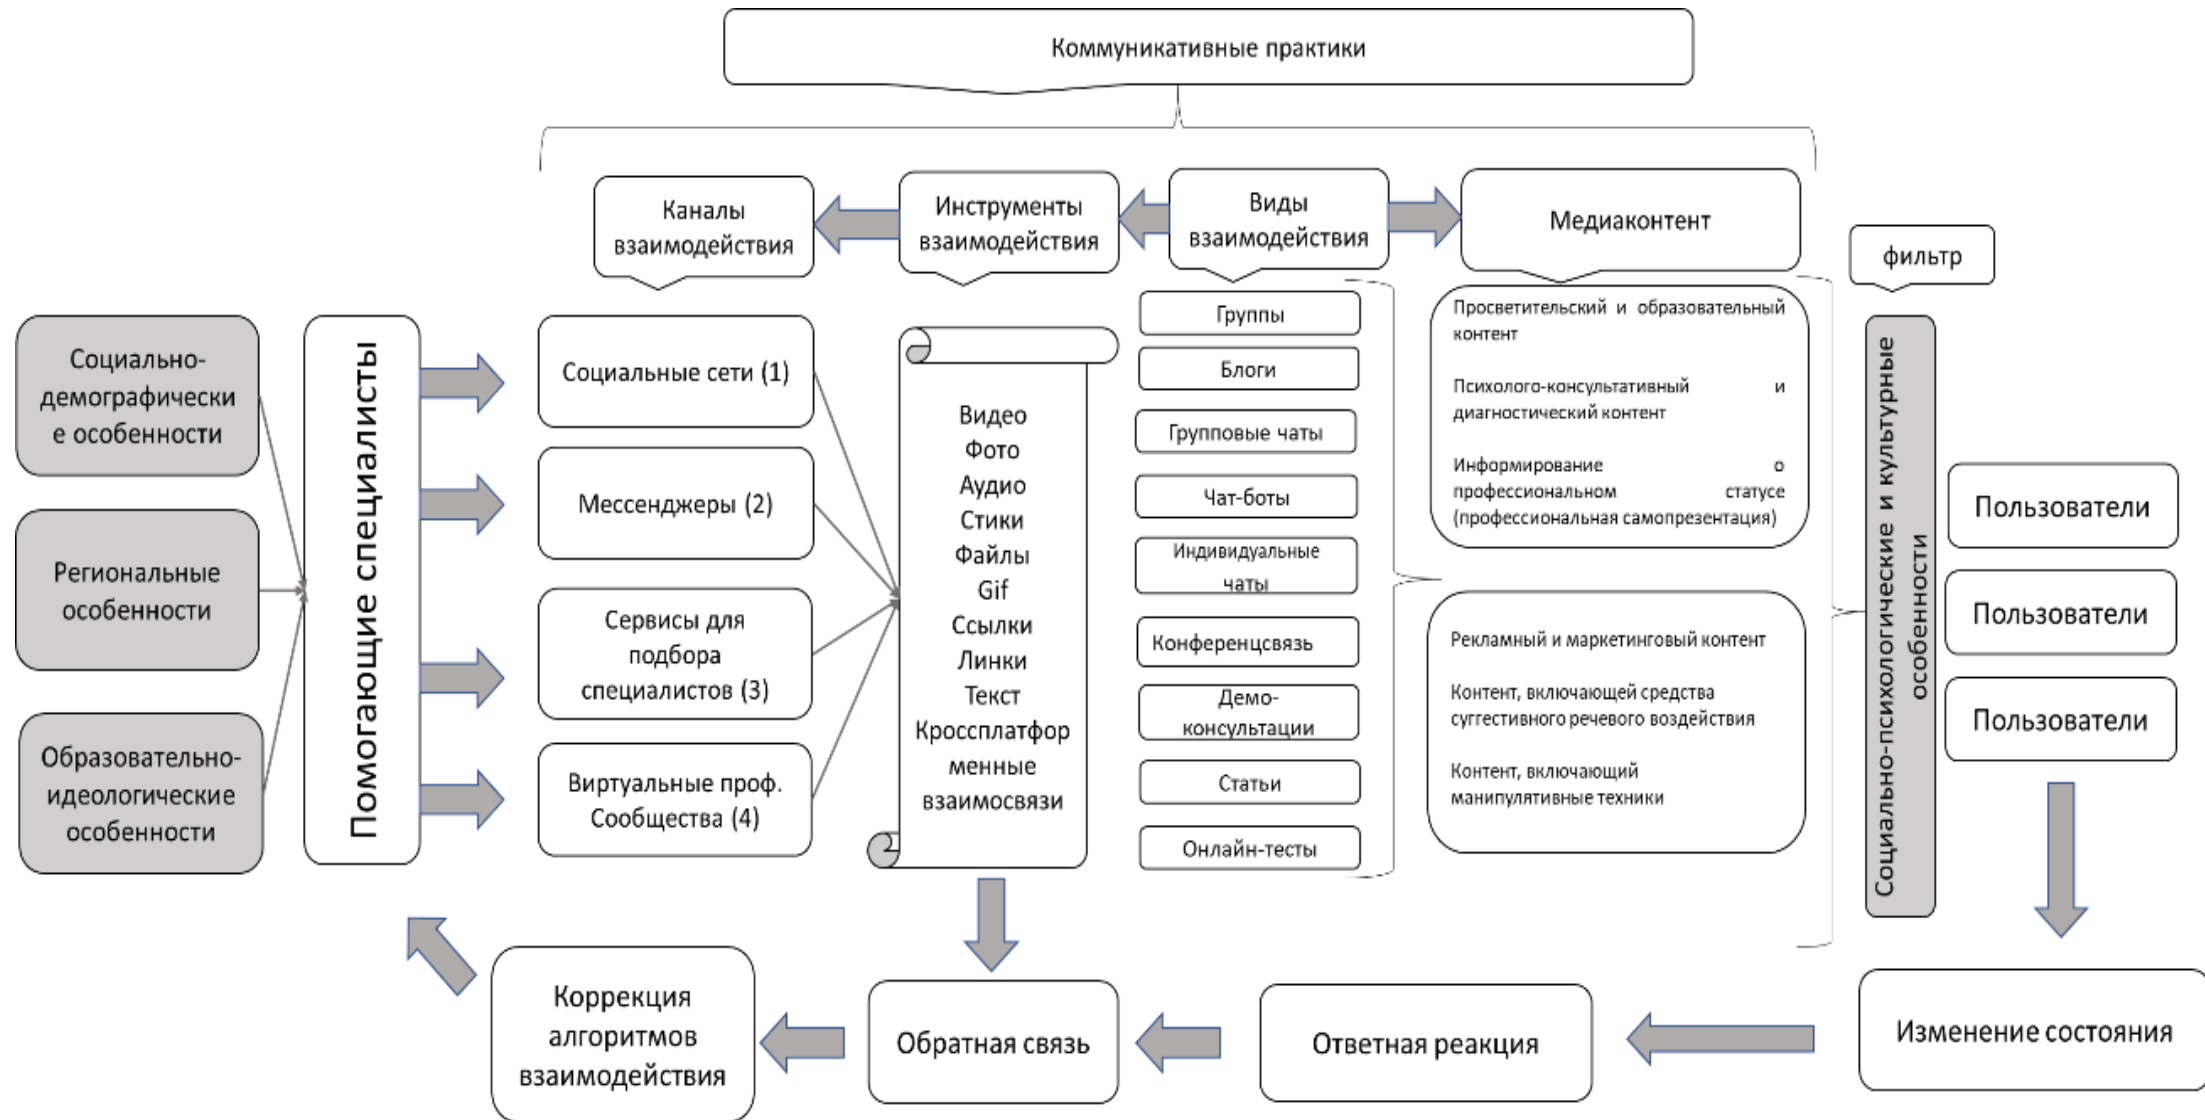 Коммуникативные практики
Каналы
взаимодействия
Инструменты
взаимодействия
Виды
взаимодействия
Медиаконтент
фильтр
Социально-
демографически
е особенности
Региональные
особенности
Образовательно-
идеологические
особенности
Помогающие специалисты
Социальные сети (1)
Мессенджеры (2)
Сервисы для
подбора
специалистов (3)
Виртуальные проф.
Сообщества (4)
Видео
Фото
Аудио
Стики
Файлы
Gif
Ссылки
Линки
Текст
Кроссплатфор
менные
взаимосвязи
Группы
Блоги
Групповые чаты
Чат-боты
Индивидуальные
чаты
Конференцсвязь
Демо-
консультации
Статьи
Онлайн-тесты
Просветительский и образовательный
контент
Психолого-консультативный и
диагностический контент
Информирование о
профессиональном статусе
(профессиональная самопрезентация)
Рекламный и маркетинговый контент
Контент, включающей средства
суггестивного речевого воздействия
Контент, включающий
манипулятивные техники
Социально-психологические и культурные
особенности
Пользователи
Пользователи
Пользователи
Изменение состояния
Ответная реакция
Обратная связь
Коррекция
алгоритмов
взаимодействия